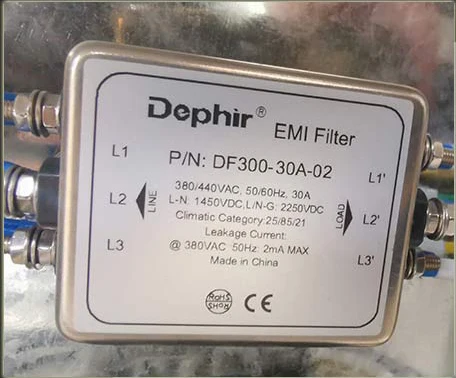 Dephir® EMI Filter
P/N: DF300-30A-02
L1 L1'
380/440VAC, 50/60Hz, 30A
L-N: 1450VDC, L/N-G: 2250VDC
L2 LINE LOAD L2'
Climatic Category:25/85/21
Leakage Current:
L3 @ 380VAC 50Hz: 2mA MAX L3'
Made in China
RoHS RoHS CE